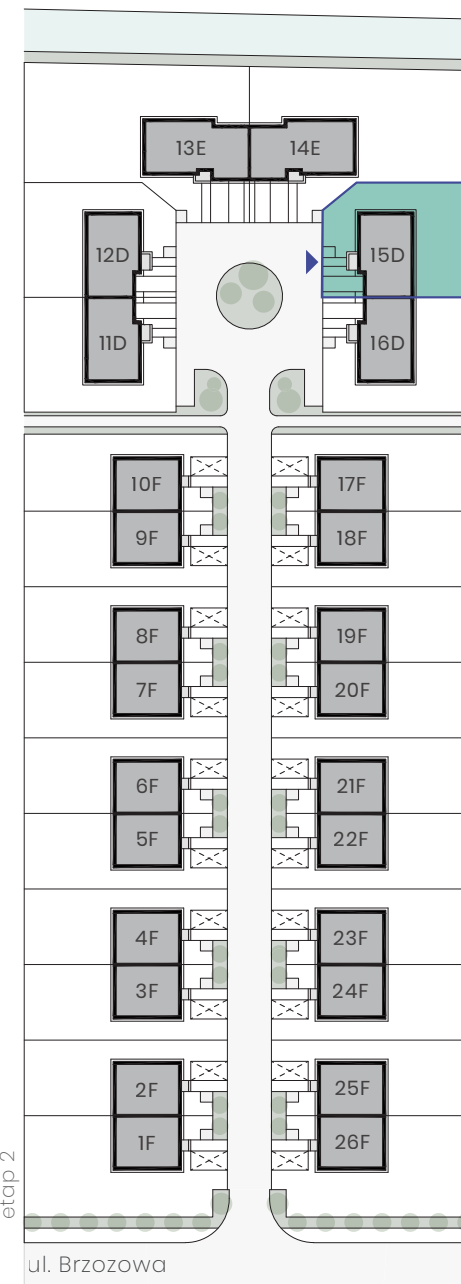 13E 14E
12D 15D
11D 16D
10F 17F
9F 18F
8F 19F
7F 20F
6F 21F
5F 22F
4F 23F
3F 24F
2F 25F
1F 26F
etap 2
ul. Brzozowa